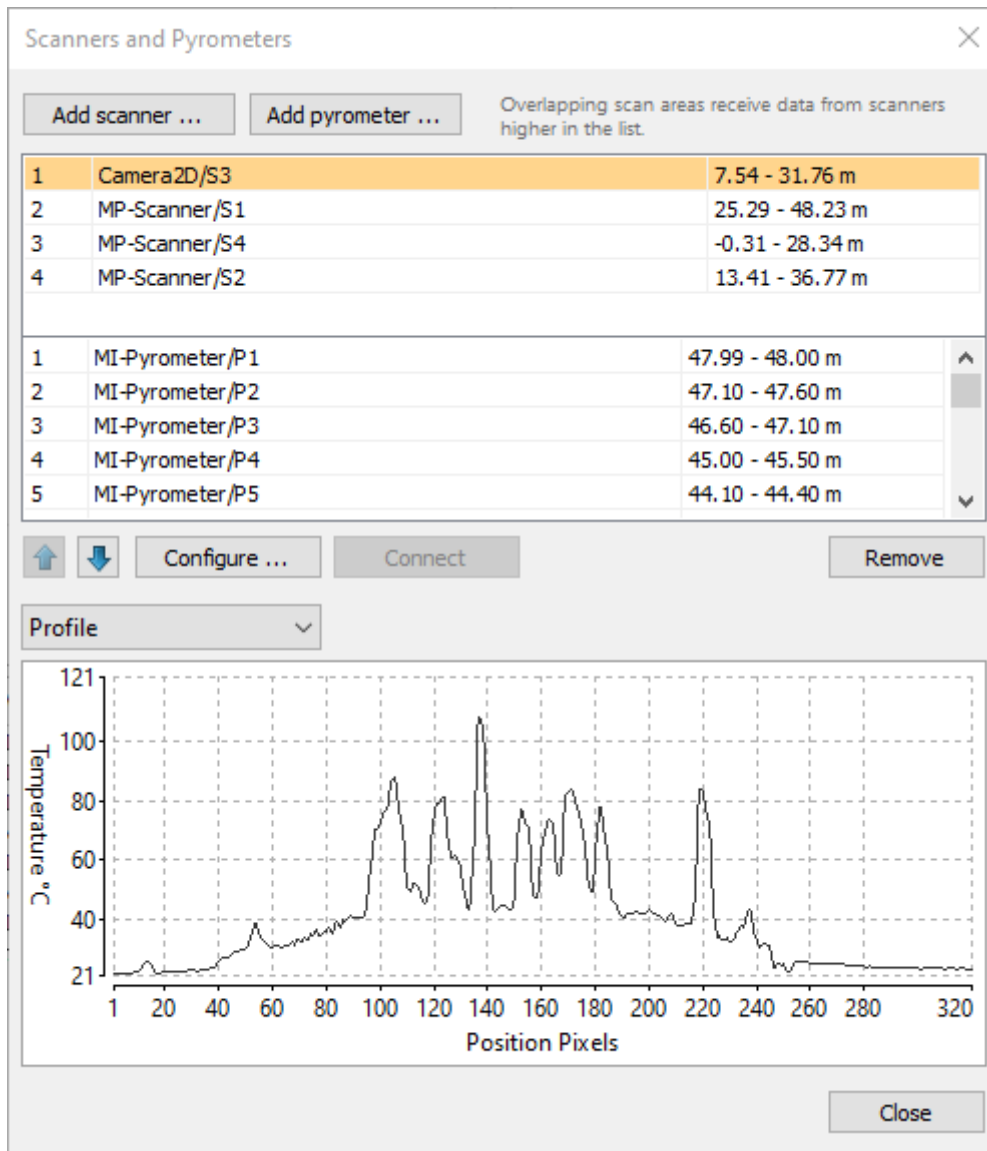 Scanners and Pyrometers
Add scanner ...
Add pyrometer ...
Overlapping scan areas receive data from scanners
higher in the list.
1 Camera2D/S3 7.54 - 31.76 m
2 MP-Scanner/S1 25.29 - 48.23 m
3 MP-Scanner/S4 -0.31 - 28.34 m
4 MP-Scanner/S2 13.41 - 36.77 m
1 MI-Pyrometer/P1 47.99 - 48.00 m
2 MI-Pyrometer/P2 47.10 - 47.60 m
3 MI-Pyrometer/P3 46.60 - 47.10 m
4 MI-Pyrometer/P4 45.00 - 45.50 m
5 MI-Pyrometer/P5 44.10 - 44.40 m
Configure ...
Connect
Remove
Profile
121
100
80
60
40
21
Temperature °C
1 20 40 60 80 100 120 140 160 180 200 220 240 260 280 320
Position Pixels
Close